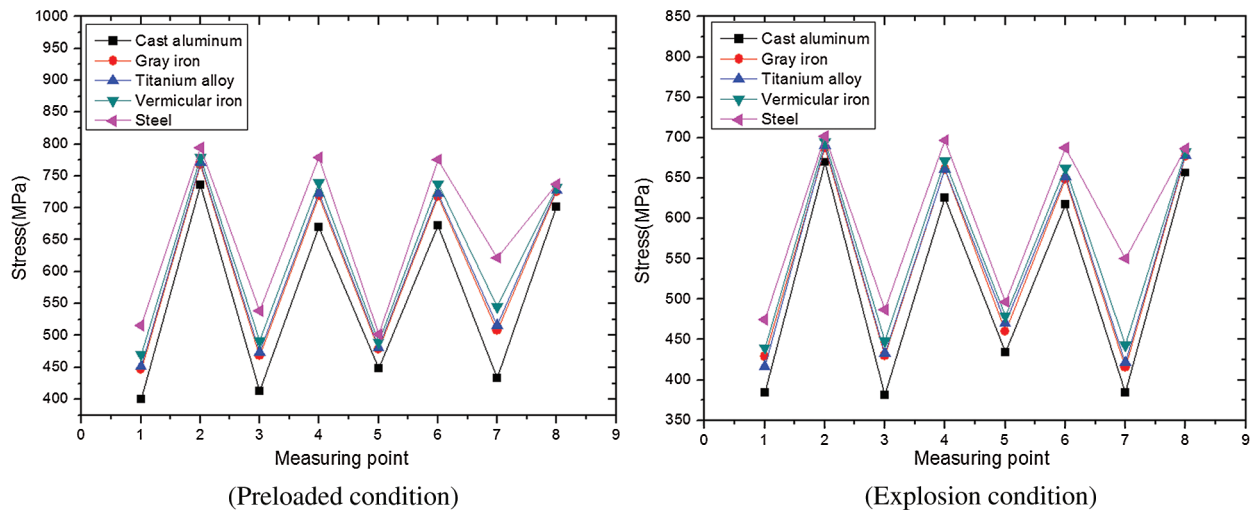 1000
950
900
850
800
750
700
650
600
550
500
450
400
Stress(MPa)
Cast aluminum
Gray iron
Titanium alloy
Vermicular iron
Steel
0 1 2 3 4 5 6 7 8 9
Measuring point
(Preloaded condition)
850
800
750
700
650
600
550
500
450
400
350
Stress(MPa)
Cast aluminum
Gray iron
Titanium alloy
Vermicular iron
Steel
0 1 2 3 4 5 6 7 8 9
Measuring point
(Explosion condition)